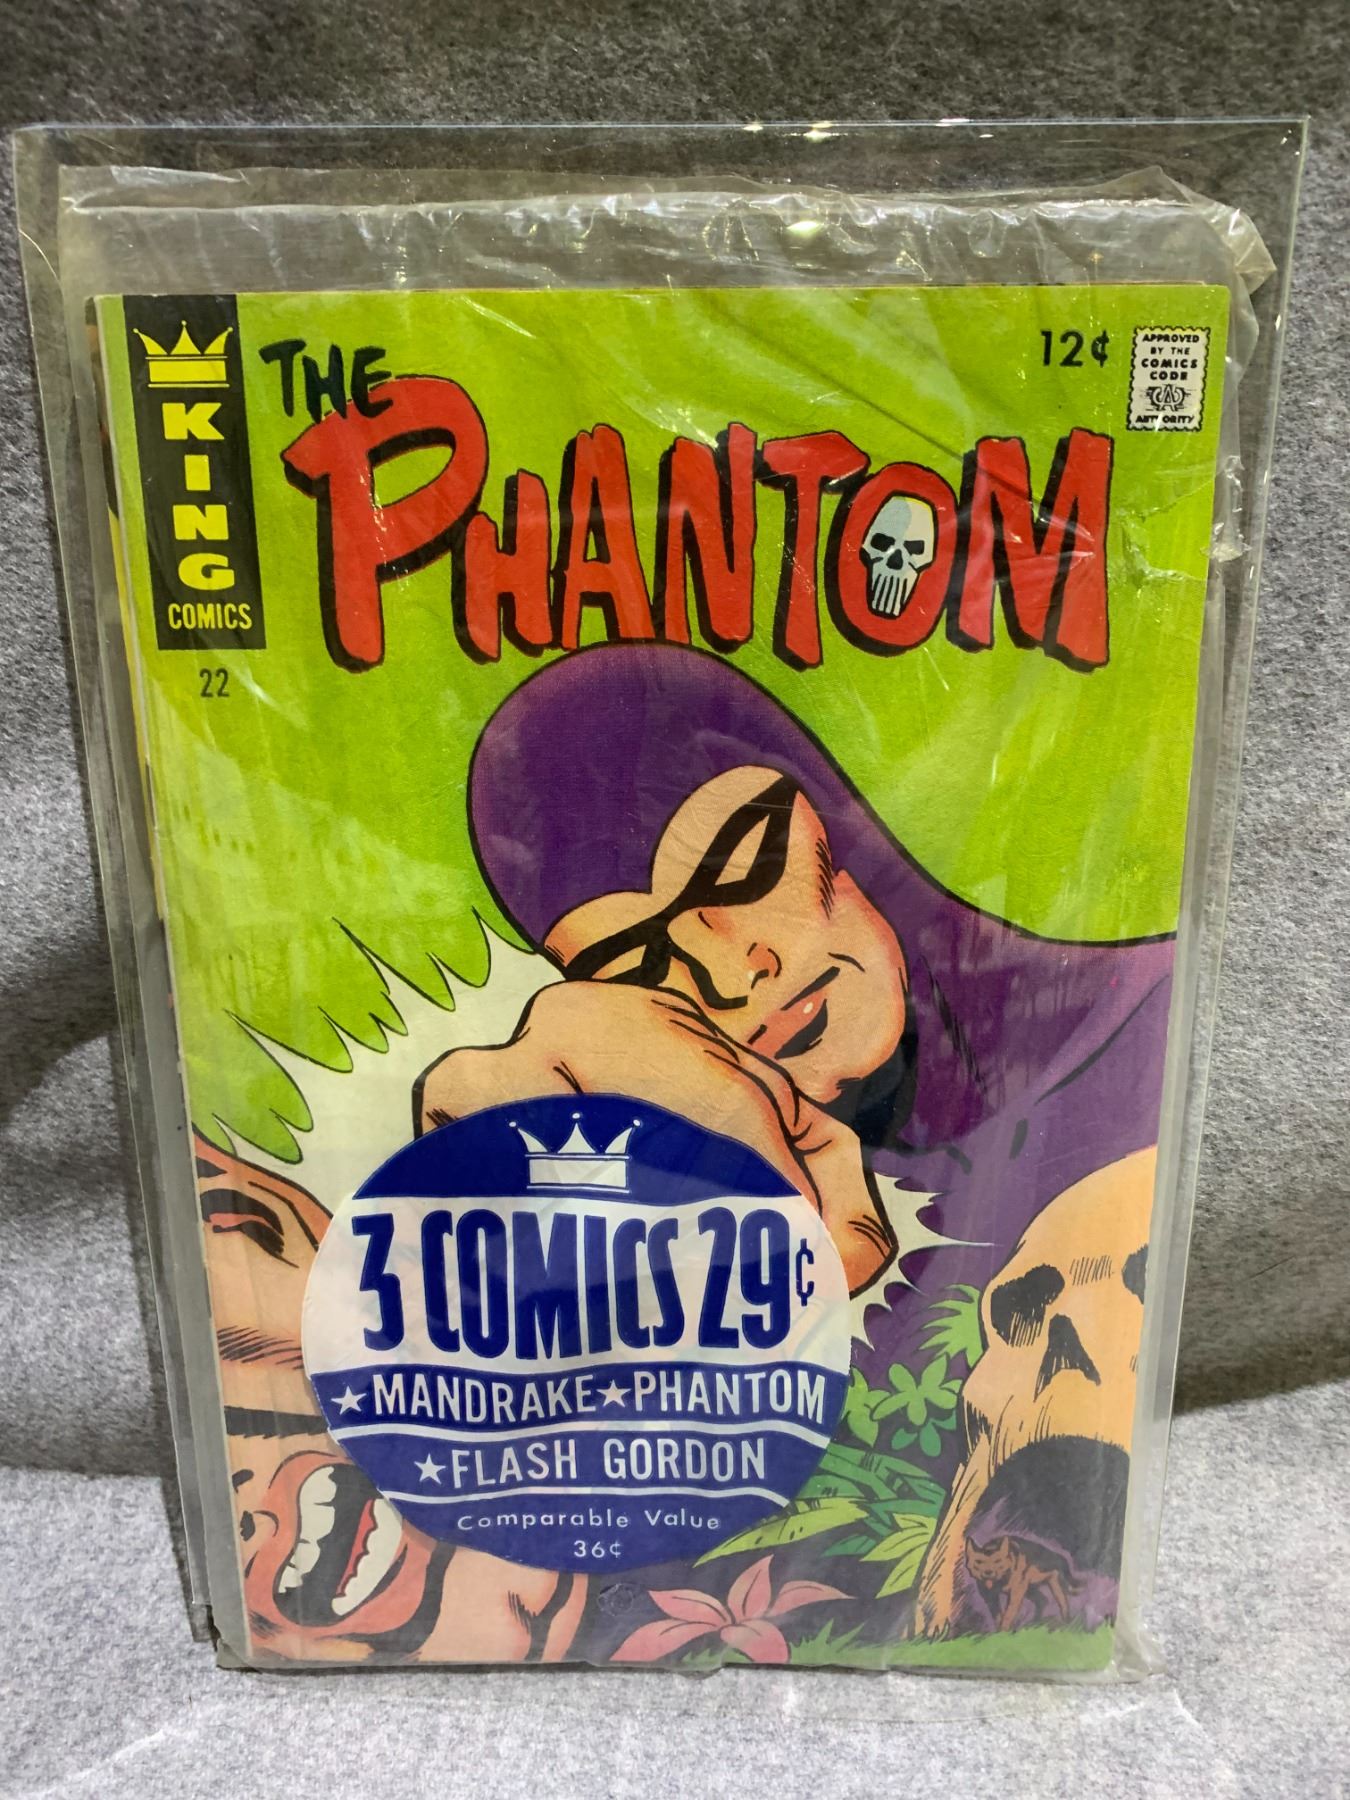 KING
COMICS
22
THE
PHANTOM
12¢
APPROVED
BY THE
COMICS
CODE
AUTHORITY
3 COMICS 29¢
★MANDRAKE★PHANTOM
★FLASH GORDON
Comparable Value
36¢